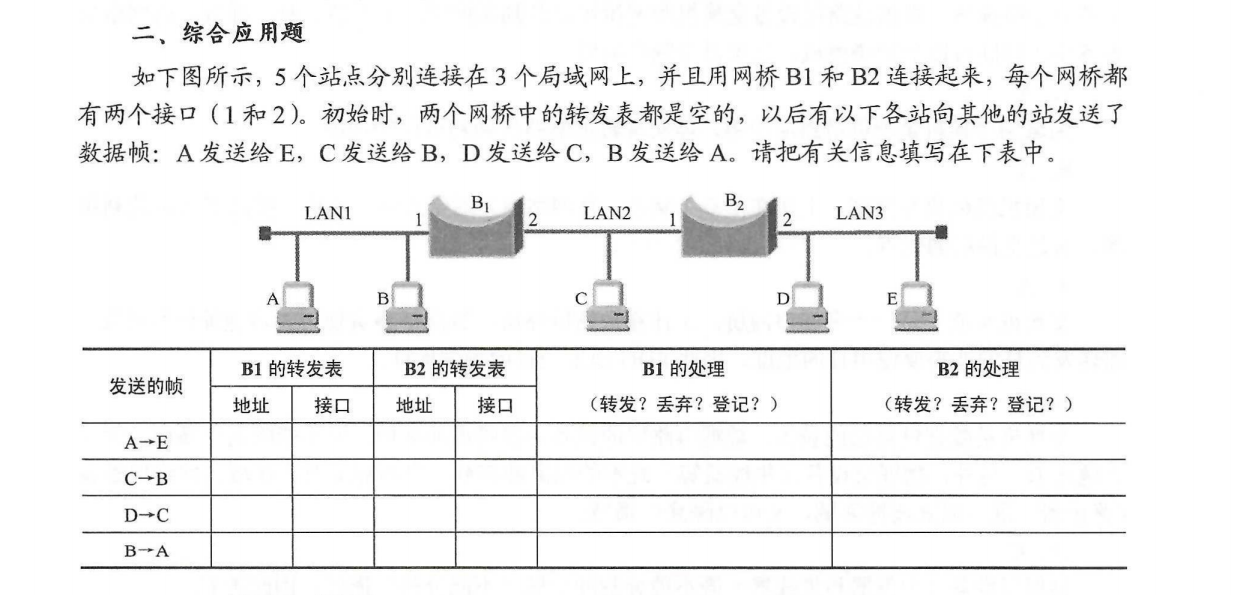 二、综合应用题
如下图所示，5 个站点分别连接在 3 个局域网上，并且用网桥 B1 和 B2 连接起来，每个网桥都
有两个接口（1 和 2）。初始时，两个网桥中的转发表都是空的，以后有以下各站向其他的站发送了
数据帧：A 发送给 E，C 发送给 B，D 发送给 C，B 发送给 A。请把有关信息填写在下表中。
LAN1 1 B1 2 LAN2 1 B2 2 LAN3
A B C D E
发送的帧 B1 的转发表 B2 的转发表 B1 的处理 B2 的处理
地址 接口 地址 接口 （转发？丢弃？登记？） （转发？丢弃？登记？）
A→E
C→B
D→C
B→A